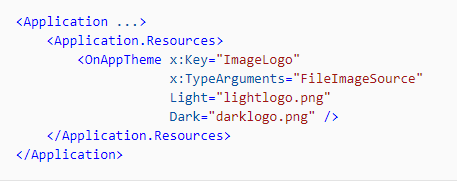 <Application ...>
    <Application.Resources>
        <OnAppTheme x:Key="ImageLogo"
                    x:TypeArguments="FileImageSource"
                    Light="lightlogo.png"
                    Dark="darklogo.png" />
    </Application.Resources>
</Application>